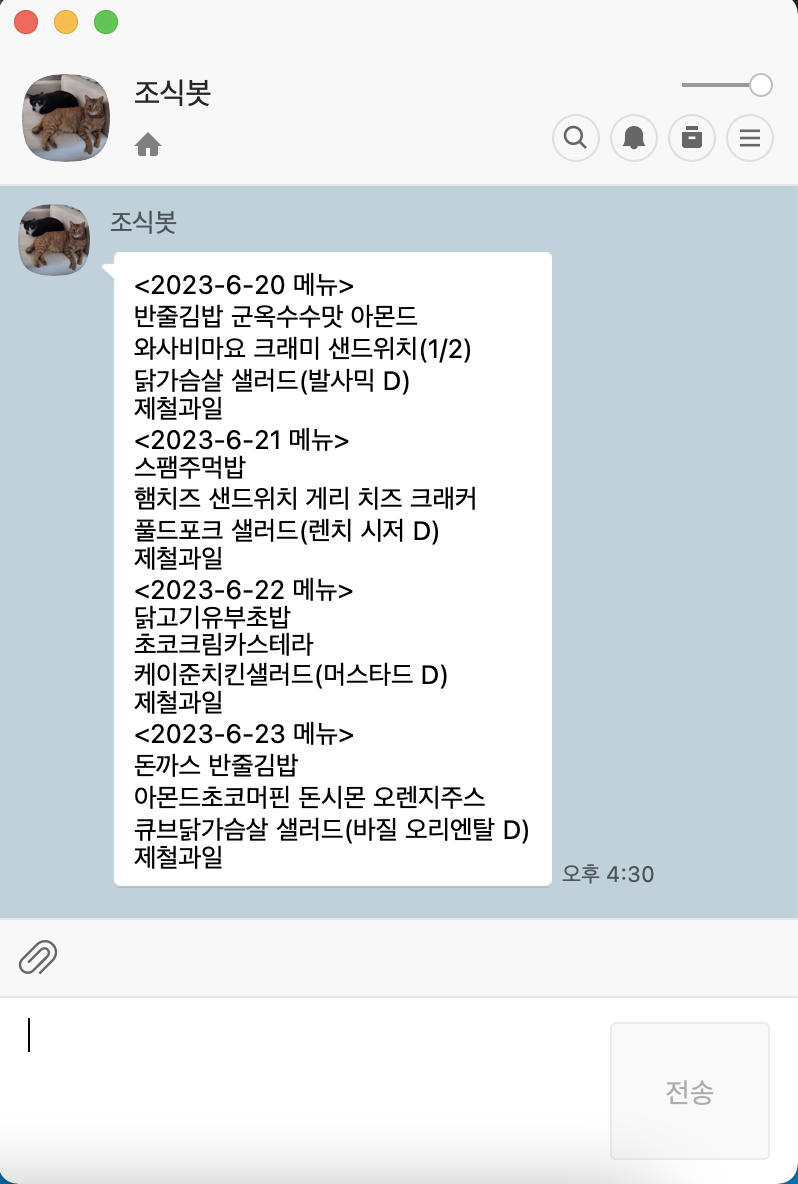 조식봇
조식봇
<2023-6-20 메뉴>
반줄김밥 군옥수수맛 아몬드
와사비마요 크래미 샌드위치(1/2)
닭가슴살 샐러드(발사믹 D)
제철과일
<2023-6-21 메뉴>
스팸주먹밥
햄치즈 샌드위치 게리 치즈 크래커
풀드포크 샐러드(렌치 시저 D)
제철과일
<2023-6-22 메뉴>
닭고기유부초밥
초코크림카스테라
케이준치킨샐러드(머스타드 D)
제철과일
<2023-6-23 메뉴>
돈까스 반줄김밥
아몬드초코머핀 돈시몬 오렌지주스
큐브닭가슴살 샐러드(바질 오리엔탈 D)
제철과일
오후 4:30
전송